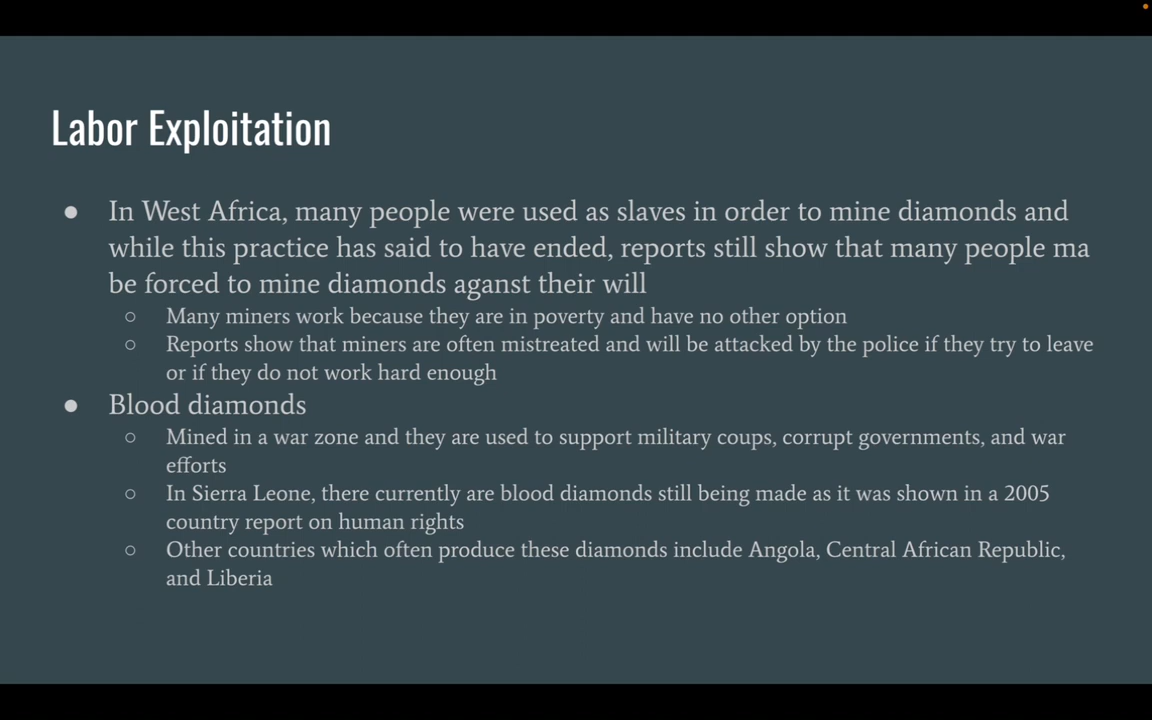 Labor Exploitation
● In West Africa, many people were used as slaves in order to mine diamonds and
while this practice has said to have ended, reports still show that many people ma
be forced to mine diamonds aganst their will
○ Many miners work because they are in poverty and have no other option
○ Reports show that miners are often mistreated and will be attacked by the police if they try to leave
or if they do not work hard enough
● Blood diamonds
○ Mined in a war zone and they are used to support military coups, corrupt governments, and war
efforts
○ In Sierra Leone, there currently are blood diamonds still being made as it was shown in a 2005
country report on human rights
○ Other countries which often produce these diamonds include Angola, Central African Republic,
and Liberia